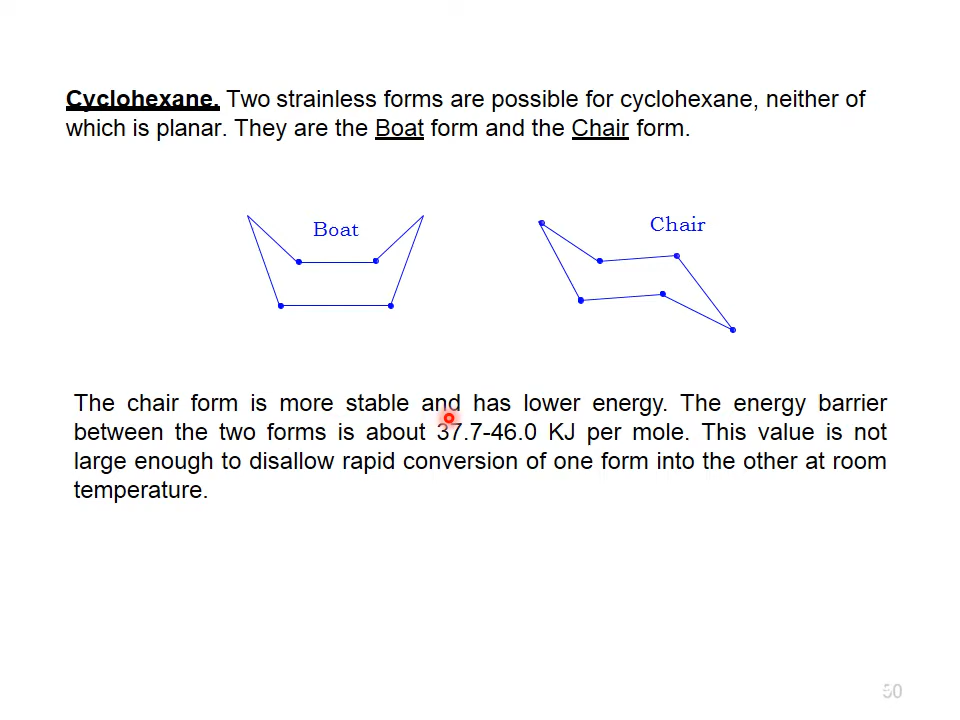 Cyclohexane. Two strainless forms are possible for cyclohexane, neither of
which is planar. They are the Boat form and the Chair form.
Boat
Chair
The chair form is more stable and has lower energy. The energy barrier
between the two forms is about 37.7-46.0 KJ per mole. This value is not
large enough to disallow rapid conversion of one form into the other at room
temperature.
50